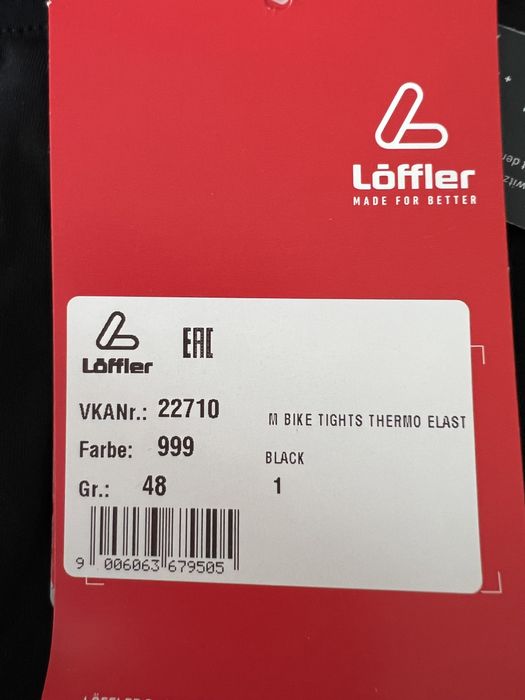 Löffler
MADE FOR BETTER
Löffler
EAC
VKANr.: 22710 M BIKE TIGHTS THERMO ELAST
Farbe: 999 BLACK
Gr.: 48 1
9 006063 679505